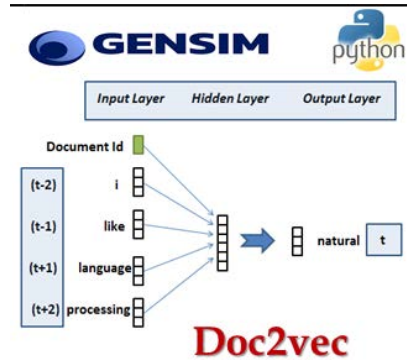 GENSIM
python
Input Layer Hidden Layer Output Layer
Document Id
(t-2) i
(t-1) like
natural t
(t+1) language
(t+2) processing
Doc2vec